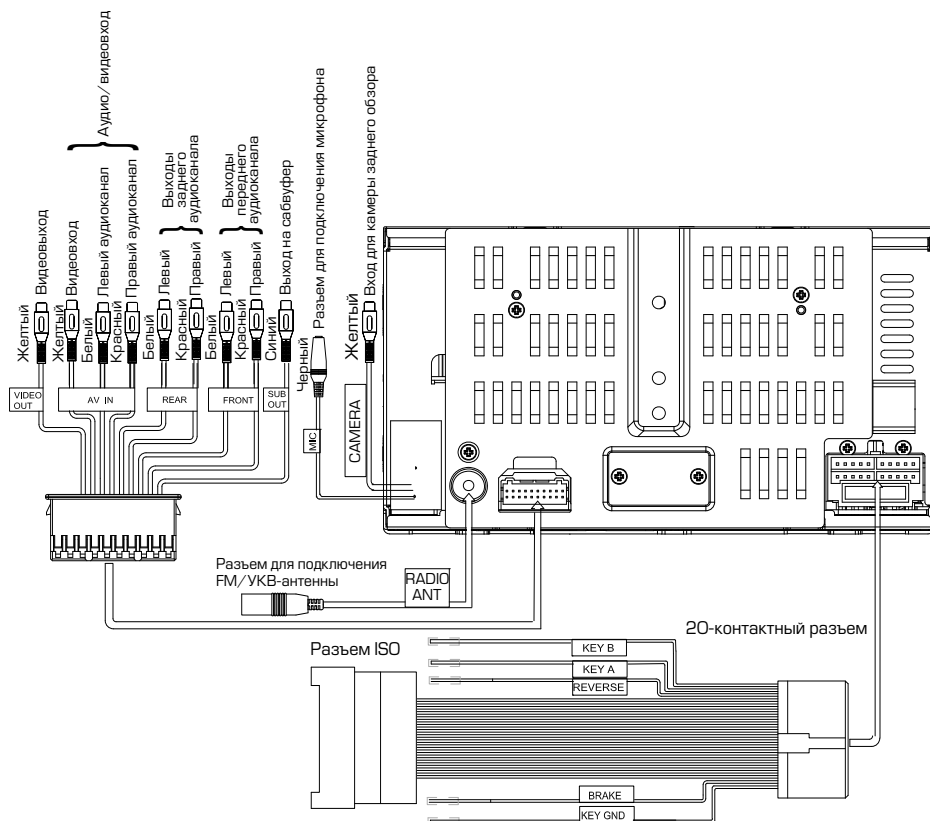 Аудио/видеовход
Выходы
заднего
аудиоканала
Выходы
переднего
аудиоканала
Видеовыход
Видеовход
Левый аудиоканал
Правый аудиоканал
Левый
Правый
Левый
Правый
Выход на сабвуфер
Разъем для подключения микрофона
Вход для камеры заднего обзора
Желтый
Желтый
Белый
Красный
Белый
Красный
Белый
Красный
Синий
Черный
Желтый
VIDEO
OUT
AV IN
REAR
FRONT
SUB
OUT
MIC
CAMERA
Разъем для подключения
FM/УКВ-антенны
RADIO
ANT
20-контактный разъем
Разъем ISO
KEY B
KEY A
REVERSE
BRAKE
KEY GND